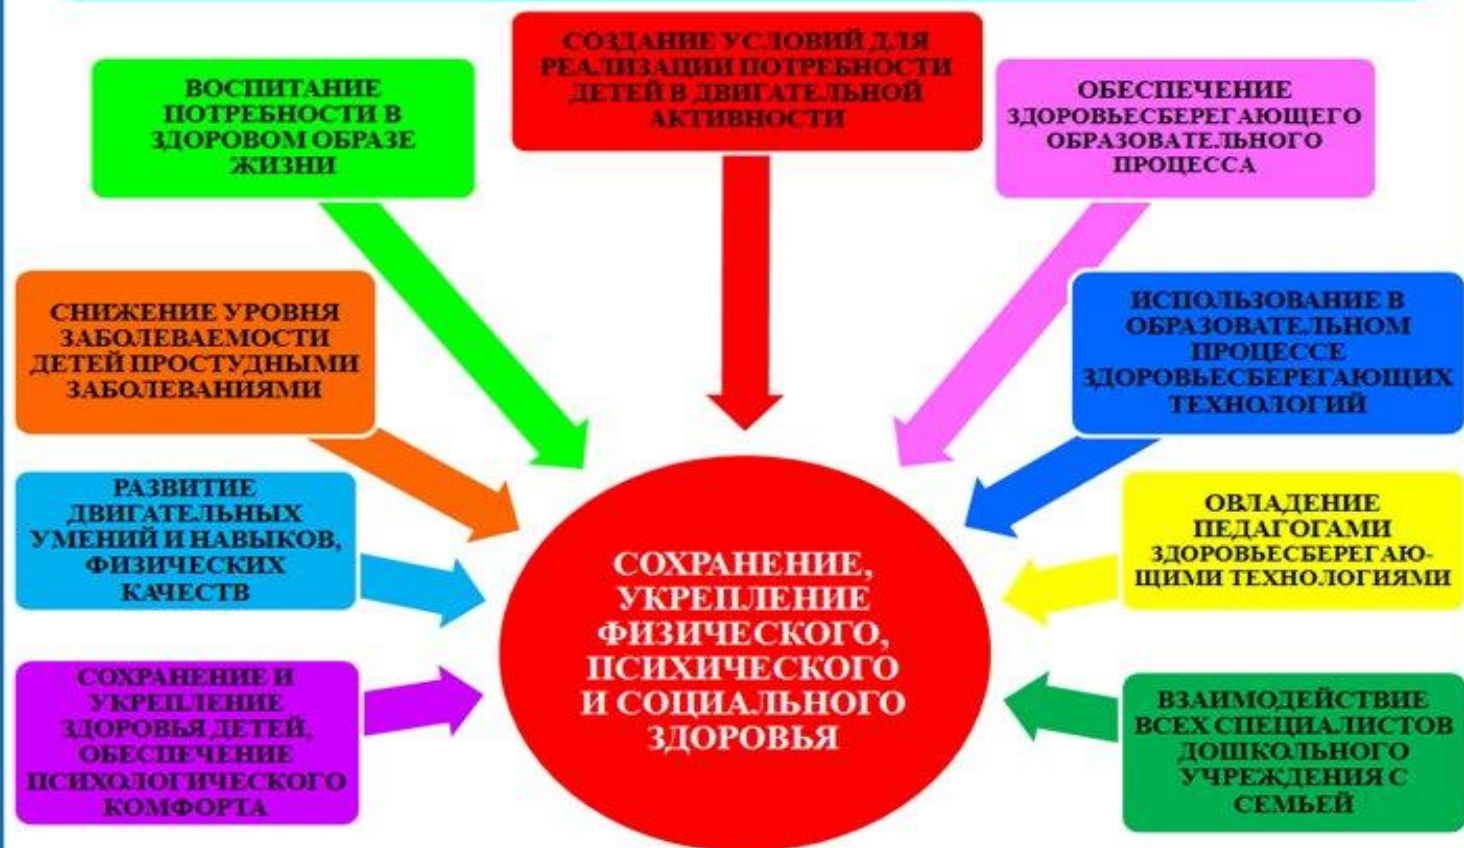 СОЗДАНИЕ УСЛОВИЙ ДЛЯ
РЕАЛИЗАЦИИ ПОТРЕБНОСТИ
ДЕТЕЙ В ДВИГАТЕЛЬНОЙ
АКТИВНОСТИ
ВОСПИТАНИЕ
ПОТРЕБНОСТИ В
ЗДОРОВОМ ОБРАЗЕ
ЖИЗНИ
ОБЕСПЕЧЕНИЕ
ЗДОРОВЬЕСБЕРЕГАЮЩЕГО
ОБРАЗОВАТЕЛЬНОГО
ПРОЦЕССА
СНИЖЕНИЕ УРОВНЯ
ЗАБОЛЕВАЕМОСТИ
ДЕТЕЙ ПРОСТУДНЫМИ
ЗАБОЛЕВАНИЯМИ
ИСПОЛЬЗОВАНИЕ В
ОБРАЗОВАТЕЛЬНОМ
ПРОЦЕССЕ
ЗДОРОВЬЕСБЕРЕГАЮЩИХ
ТЕХНОЛОГИЙ
РАЗВИТИЕ
ДВИГАТЕЛЬНЫХ
УМЕНИЙ И НАВЫКОВ,
ФИЗИЧЕСКИХ
КАЧЕСТВ
ОВЛАДЕНИЕ
ПЕДАГОГАМИ
ЗДОРОВЬЕСБЕРЕГАЮ-
ЩИМИ ТЕХНОЛОГИЯМИ
СОХРАНЕНИЕ,
УКРЕПЛЕНИЕ
ФИЗИЧЕСКОГО,
ПСИХИЧЕСКОГО
И СОЦИАЛЬНОГО
ЗДОРОВЬЯ
СОХРАНЕНИЕ И
УКРЕПЛЕНИЕ
ЗДОРОВЬЯ ДЕТЕЙ,
ОБЕСПЕЧЕНИЕ
ПСИХОЛОГИЧЕСКОГО
КОМФОРТА
ВЗАИМОДЕЙСТВИЕ
ВСЕХ СПЕЦИАЛИСТОВ
ДОШКОЛЬНОГО
УЧРЕЖДЕНИЯ С
СЕМЬЕЙ